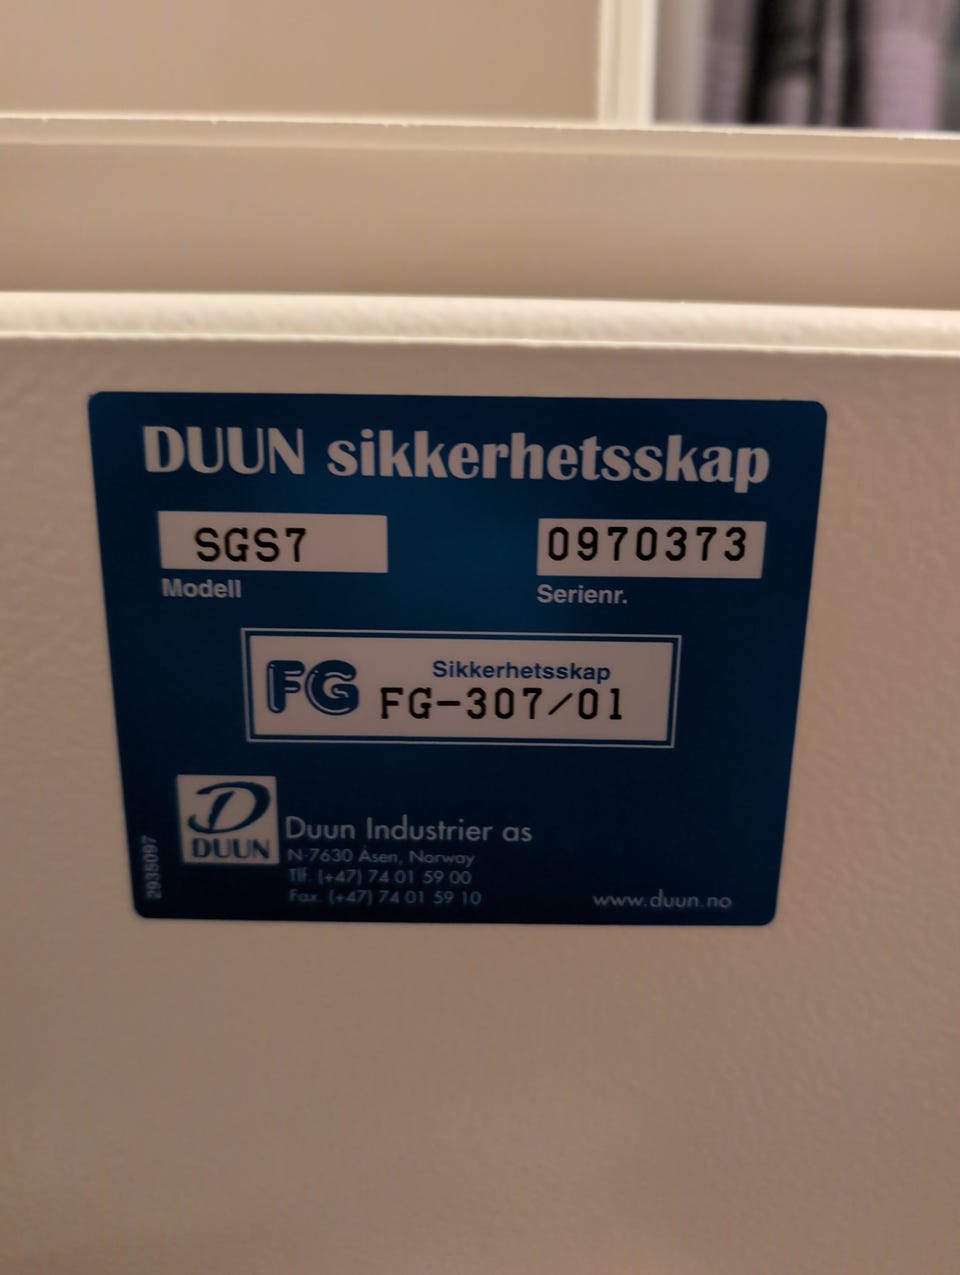 DUUN sikkerhetsskap
SGS7
0970373
Modell
Serienr.
FG
Sikkerhetsskap
FG-307/01
D
DUUN
Duun Industrier as
N-7630 Åsen, Norway
Tlf. (+47) 74 01 59 00
Fax. (+47) 74 01 59 10
www.duun.no
2935097